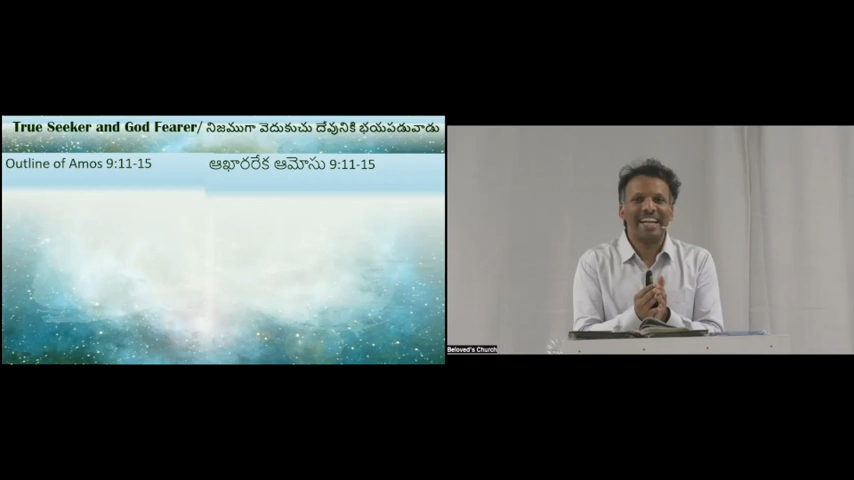 True Seeker and God Fearer/ నిజముగా వెదుకుచు దేవునికి భయపడువాడు
Outline of Amos 9:11-15
ఆఖారరేక ఆమోసు 9:11-15
Beloved's Church